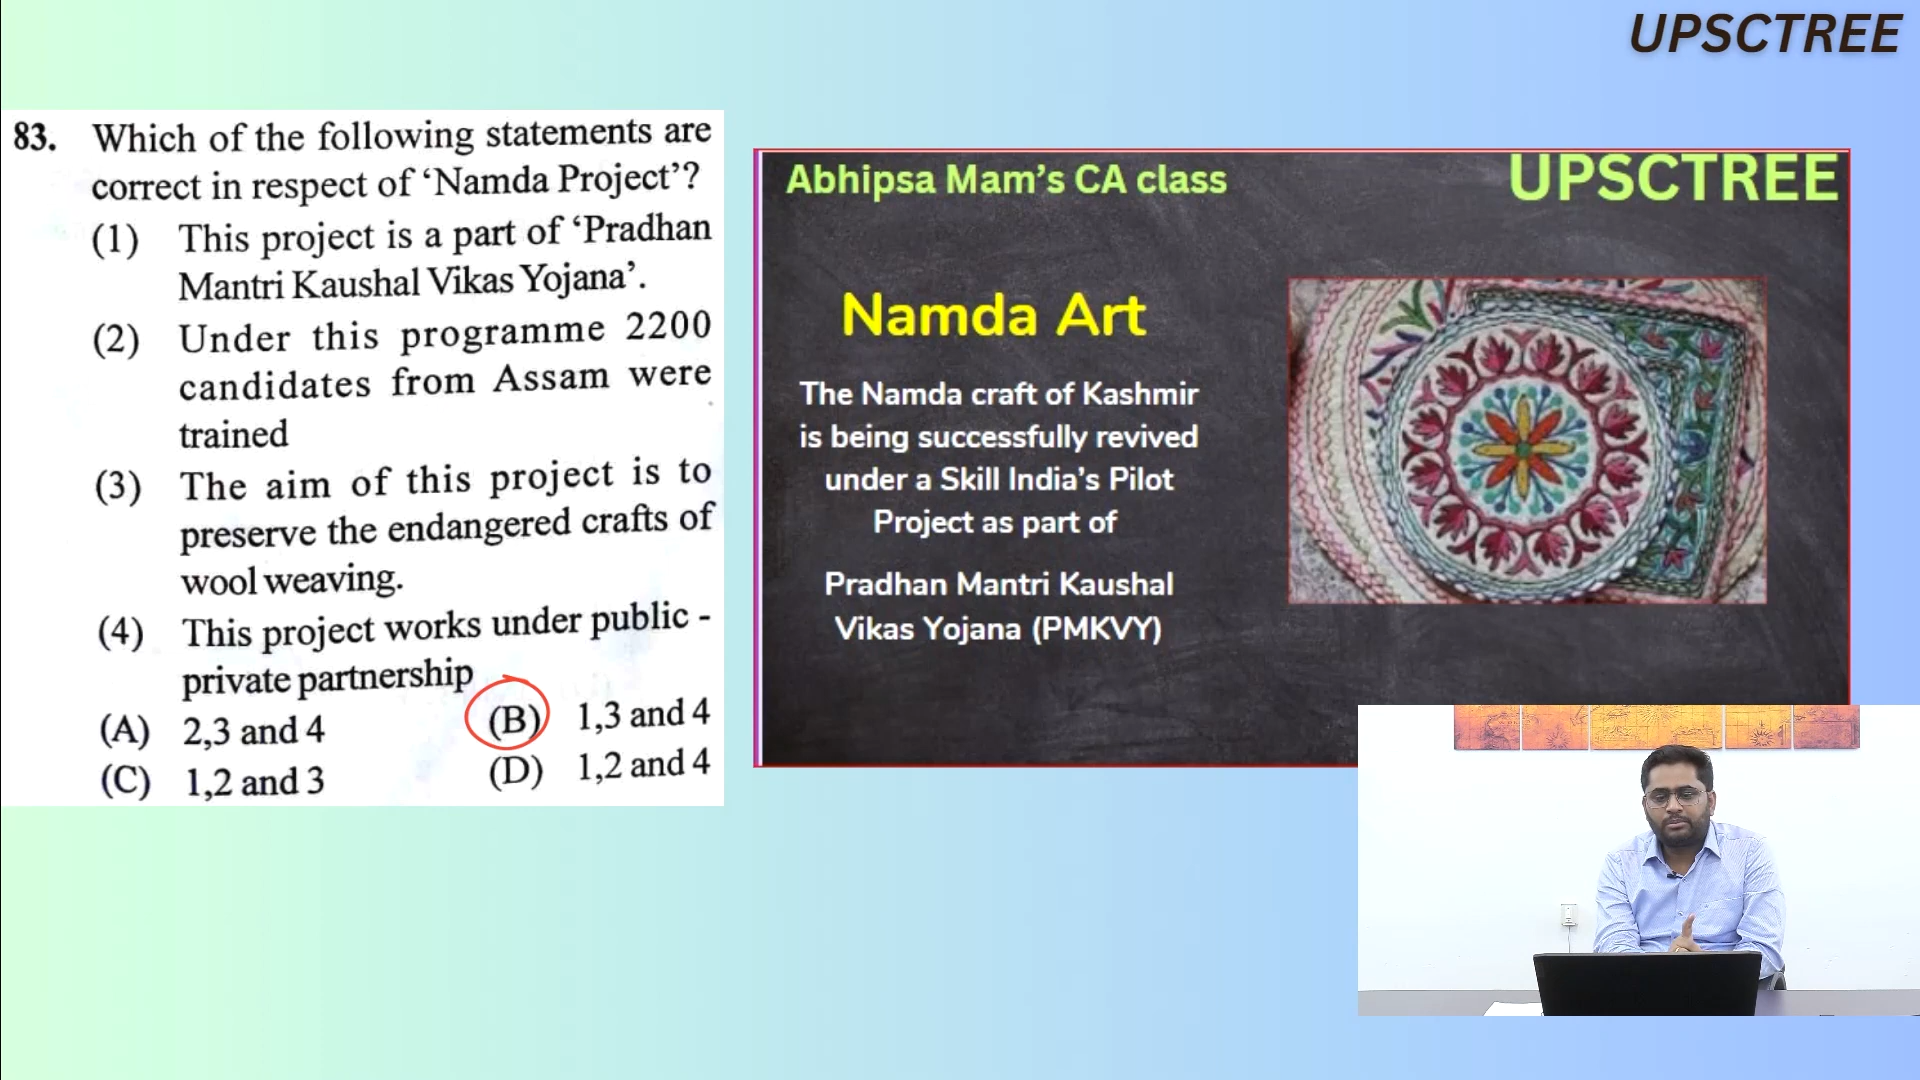 UPSCTREE
83. Which of the following statements are
correct in respect of ‘Namda Project’?
(1) This project is a part of ‘Pradhan
Mantri Kaushal Vikas Yojana’.
(2) Under this programme 2200
candidates from Assam were
trained
(3) The aim of this project is to
preserve the endangered crafts of
wool weaving.
(4) This project works under public -
private partnership
(A) 2,3 and 4 (B) 1,3 and 4
(C) 1,2 and 3 (D) 1,2 and 4
Abhipsa Mam’s CA class UPSCTREE
Namda Art
The Namda craft of Kashmir
is being successfully revived
under a Skill India’s Pilot
Project as part of
Pradhan Mantri Kaushal
Vikas Yojana (PMKVY)